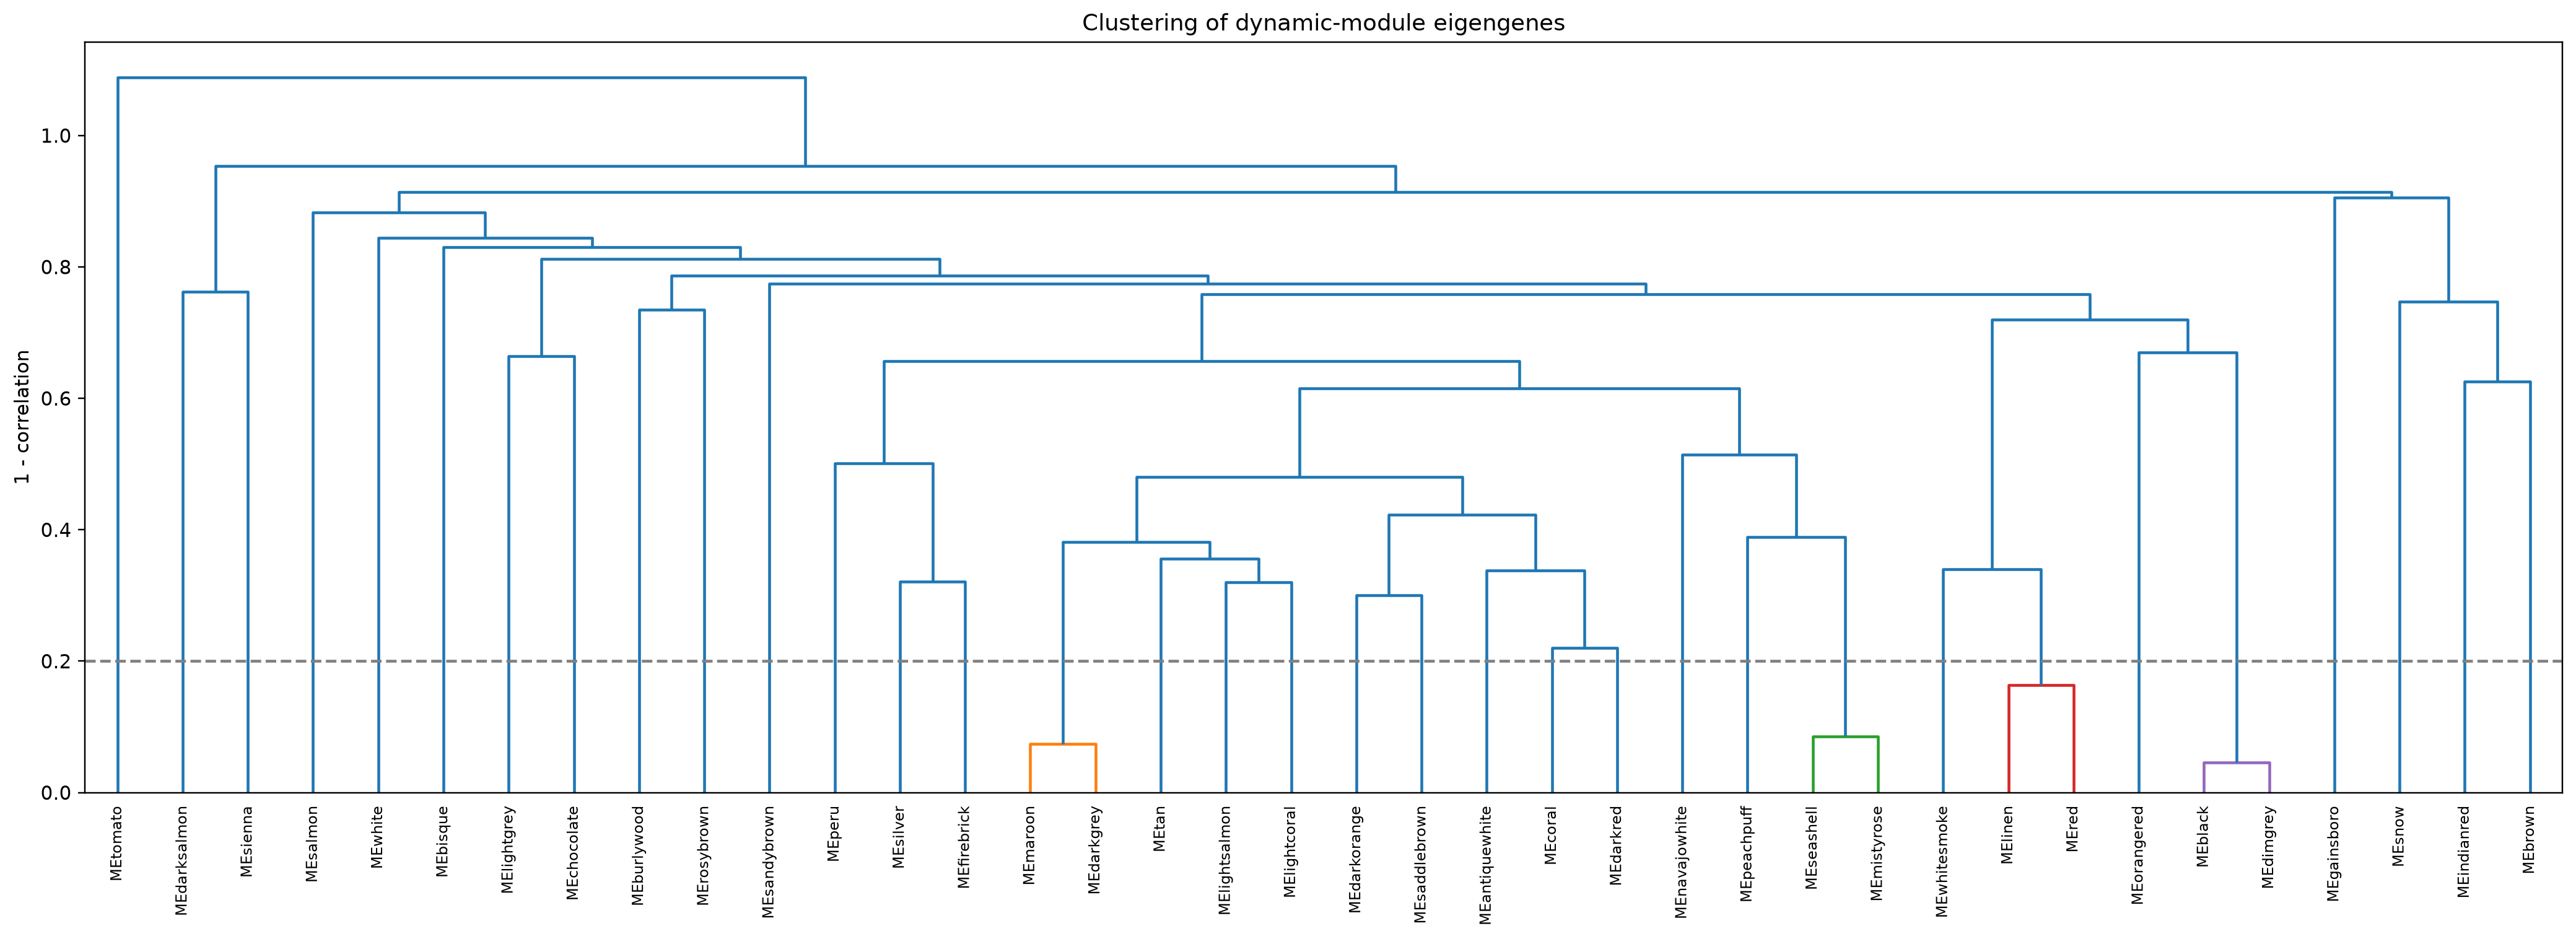 Clustering of dynamic-module eigengenes
1 - correlation
1.0
0.8
0.6
0.4
0.2
0.0
MEtomato
MEdarksalmon
MEsienna
MEsalmon
MEwhite
MEbisque
MElightgrey
MEchocolate
MEburlywood
MErosybrown
MEsandybrown
MEperu
MEsilver
MEfirebrick
MEmaroon
MEdarkgrey
MEtan
MElightsalmon
MElightcoral
MEdarkorange
MEsaddlebrown
MEantiquewhite
MEcoral
MEdarkred
MEnavajowhite
MEpeachpuff
MEseashell
MEmistyrose
MEwhitesmoke
MElinen
MEred
MEorangered
MEblack
MEdimgrey
MEgainsboro
MEsnow
MEindianred
MEbrown